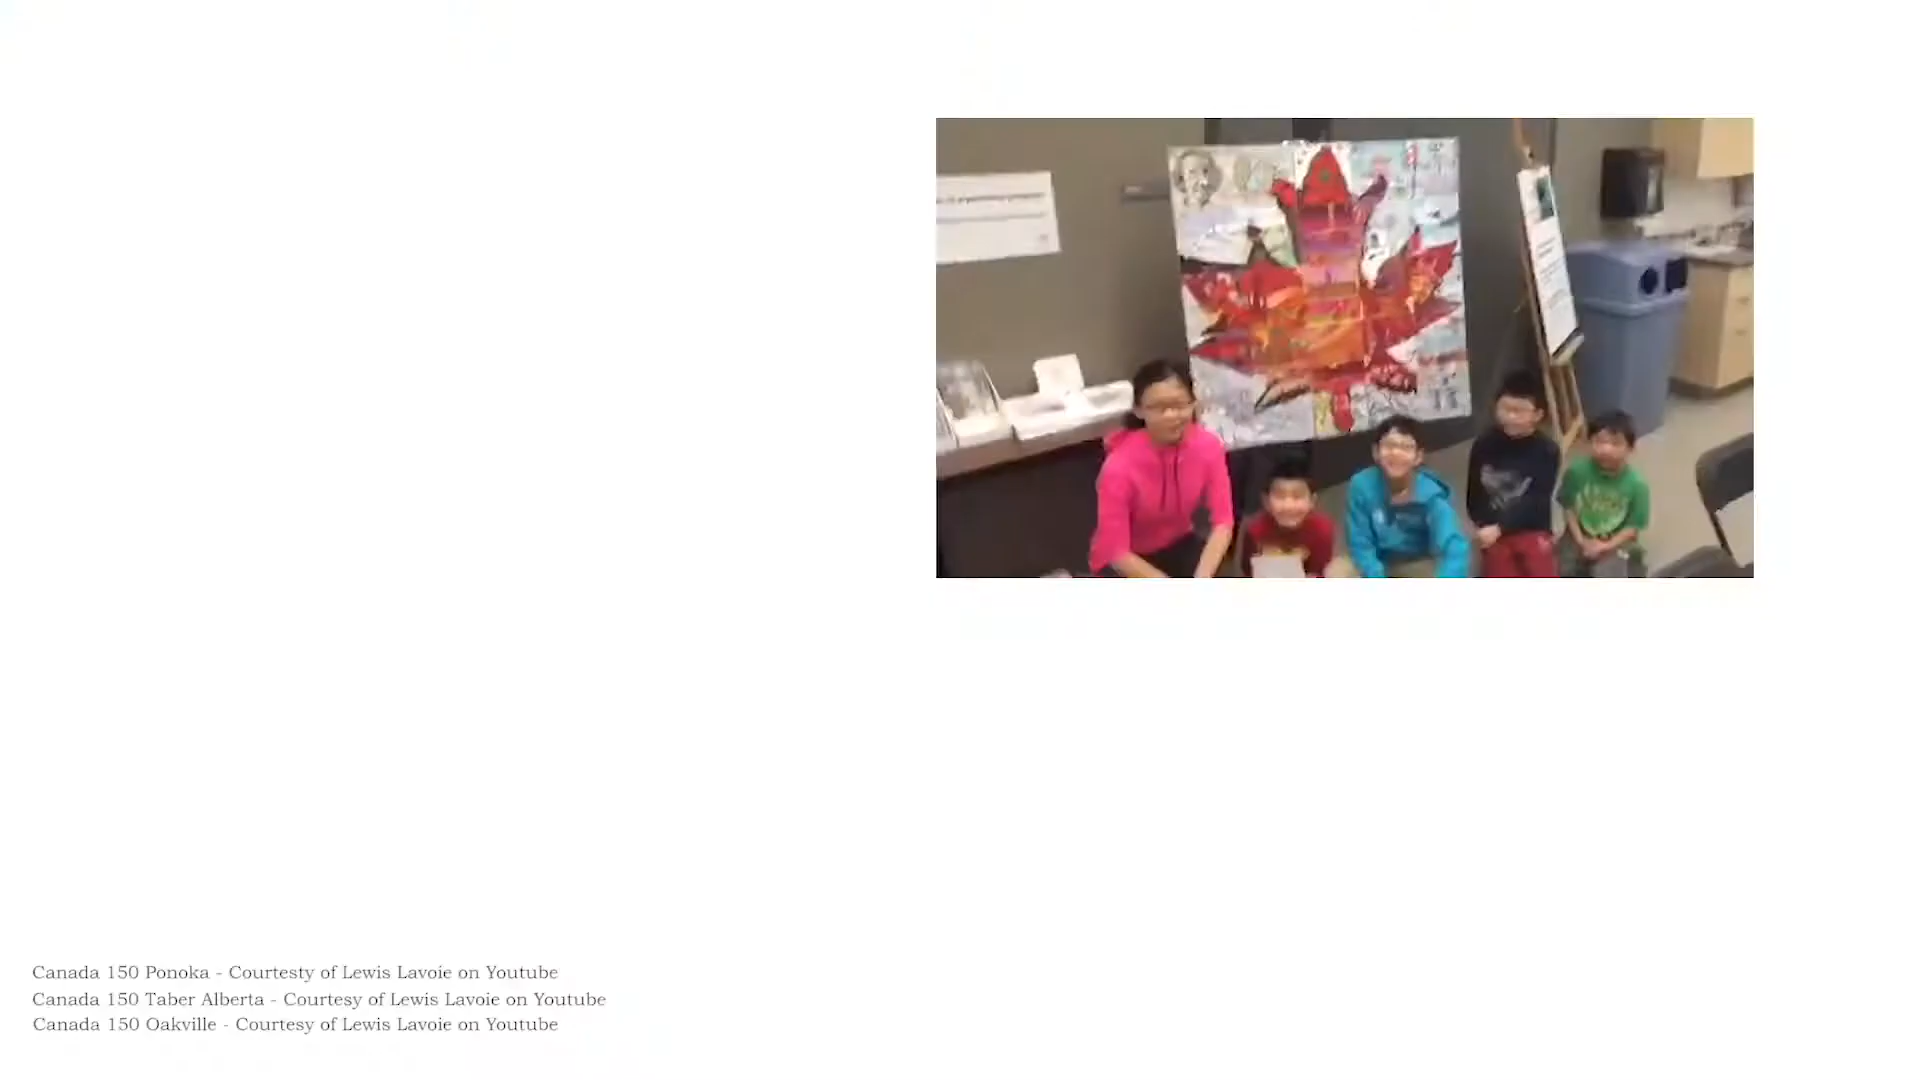 Canada 150 Ponoka - Courtesty of Lewis Lavoie on Youtube
Canada 150 Taber Alberta - Courtesy of Lewis Lavoie on Youtube
Canada 150 Oakville - Courtesy of Lewis Lavoie on Youtube